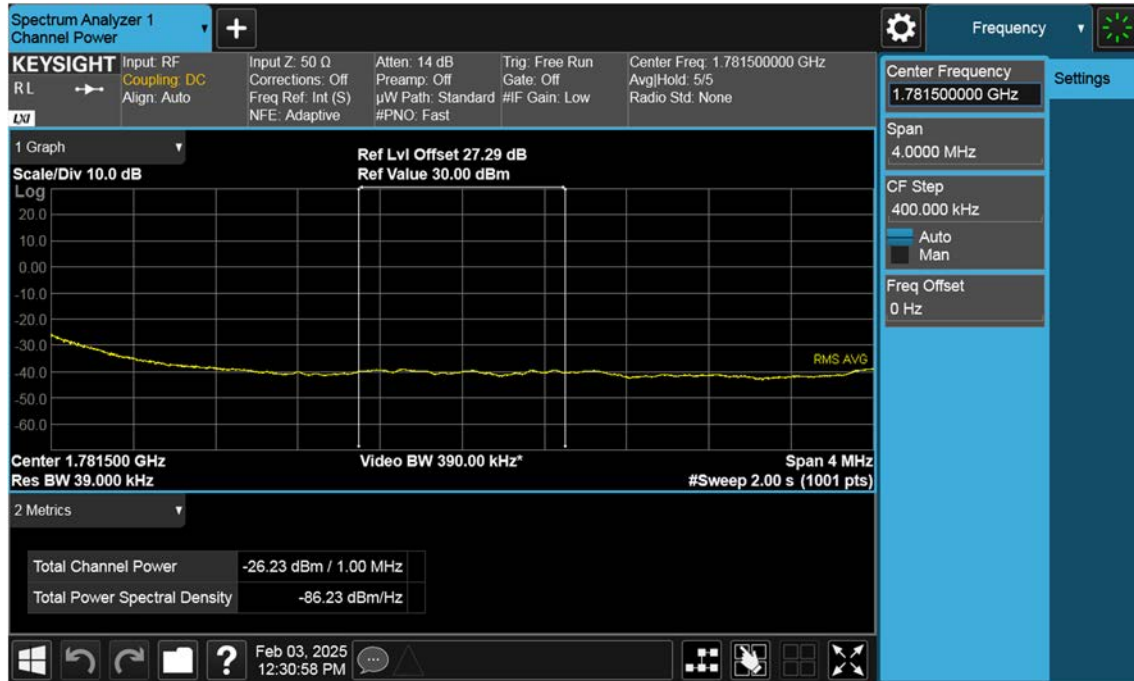 Spectrum Analyzer 1
Channel Power
Frequency
KEYSIGHT
R L
LXI
Input: RF
Coupling: DC
Align: Auto
Input Z: 50 Ω
Corrections: Off
Freq Ref: Int (S)
NFE: Adaptive
Atten: 14 dB
Preamp: Off
µW Path: Standard
#PNO: Fast
Trig: Free Run
Gate: Off
#IF Gain: Low
Center Freq: 1.781500000 GHz
Avg|Hold: 5/5
Radio Std: None
Center Frequency
1.781500000 GHz
Settings
Span
4.0000 MHz
CF Step
400.000 kHz
Auto
Man
Freq Offset
0 Hz
1 Graph
Scale/Div 10.0 dB
Ref Lvl Offset 27.29 dB
Ref Value 30.00 dBm
Log
20.0
10.0
0.00
-10.0
-20.0
-30.0
-40.0
-50.0
-60.0
RMS AVG
Center 1.781500 GHz
Video BW 390.00 kHz*
Span 4 MHz
Res BW 39.000 kHz
#Sweep 2.00 s (1001 pts)
2 Metrics
Total Channel Power -26.23 dBm / 1.00 MHz
Total Power Spectral Density -86.23 dBm/Hz
?
Feb 03, 2025
12:30:58 PM